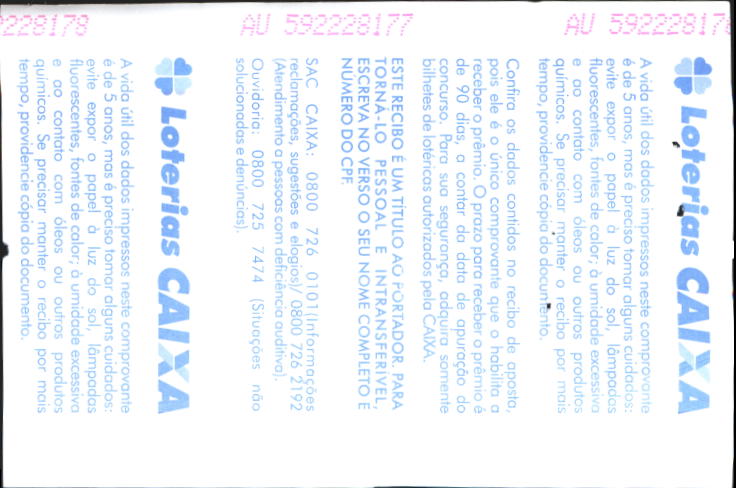 2228178
AU 592228177
AU 59222817
Loterias CAIXA
A vida útil dos dados impressos neste comprovante
é de 5 anos, mas é preciso tomar alguns cuidados:
evite expor o papel à luz do sol, lâmpadas
fluorescentes, fontes de calor; à umidade excessiva
e ao contato com óleos ou outros produtos
químicos. Se precisar manter o recibo por mais
tempo, providencie cópia do documento.
Confira os dados contidos no recibo de aposta,
pois ele é o único comprovante que o habilita a
receber o prêmio. O prazo para receber o prêmio é
de 90 dias, a contar da data de apuração do
concurso. Para sua segurança, adquira somente
bilhetes de lotéricas autorizados pela CAIXA.
ESTE RECIBO É UM TÍTULO AO PORTADOR. PARA
TORNÁ-LO PESSOAL E INTRANSFERÍVEL,
ESCREVA NO VERSO O SEU NOME COMPLETO E
NÚMERO DO CPF.
SAC CAIXA: 0800 726 0101 (Informações
reclamações, sugestões e elogios)/ 0800 726 2192
(Atendimento a pessoas com deficiência auditiva).
Ouvidoria: 0800 725 7474 (Situações não
solucionadas e denúncias).
Loterias CAIXA
A vida útil dos dados impressos neste comprovante
é de 5 anos, mas é preciso tomar alguns cuidados:
evite expor o papel à luz do sol, lâmpadas
fluorescentes, fontes de calor; à umidade excessiva
e ao contato com óleos ou outros produtos
químicos. Se precisar manter o recibo por mais
tempo, providencie cópia do documento.